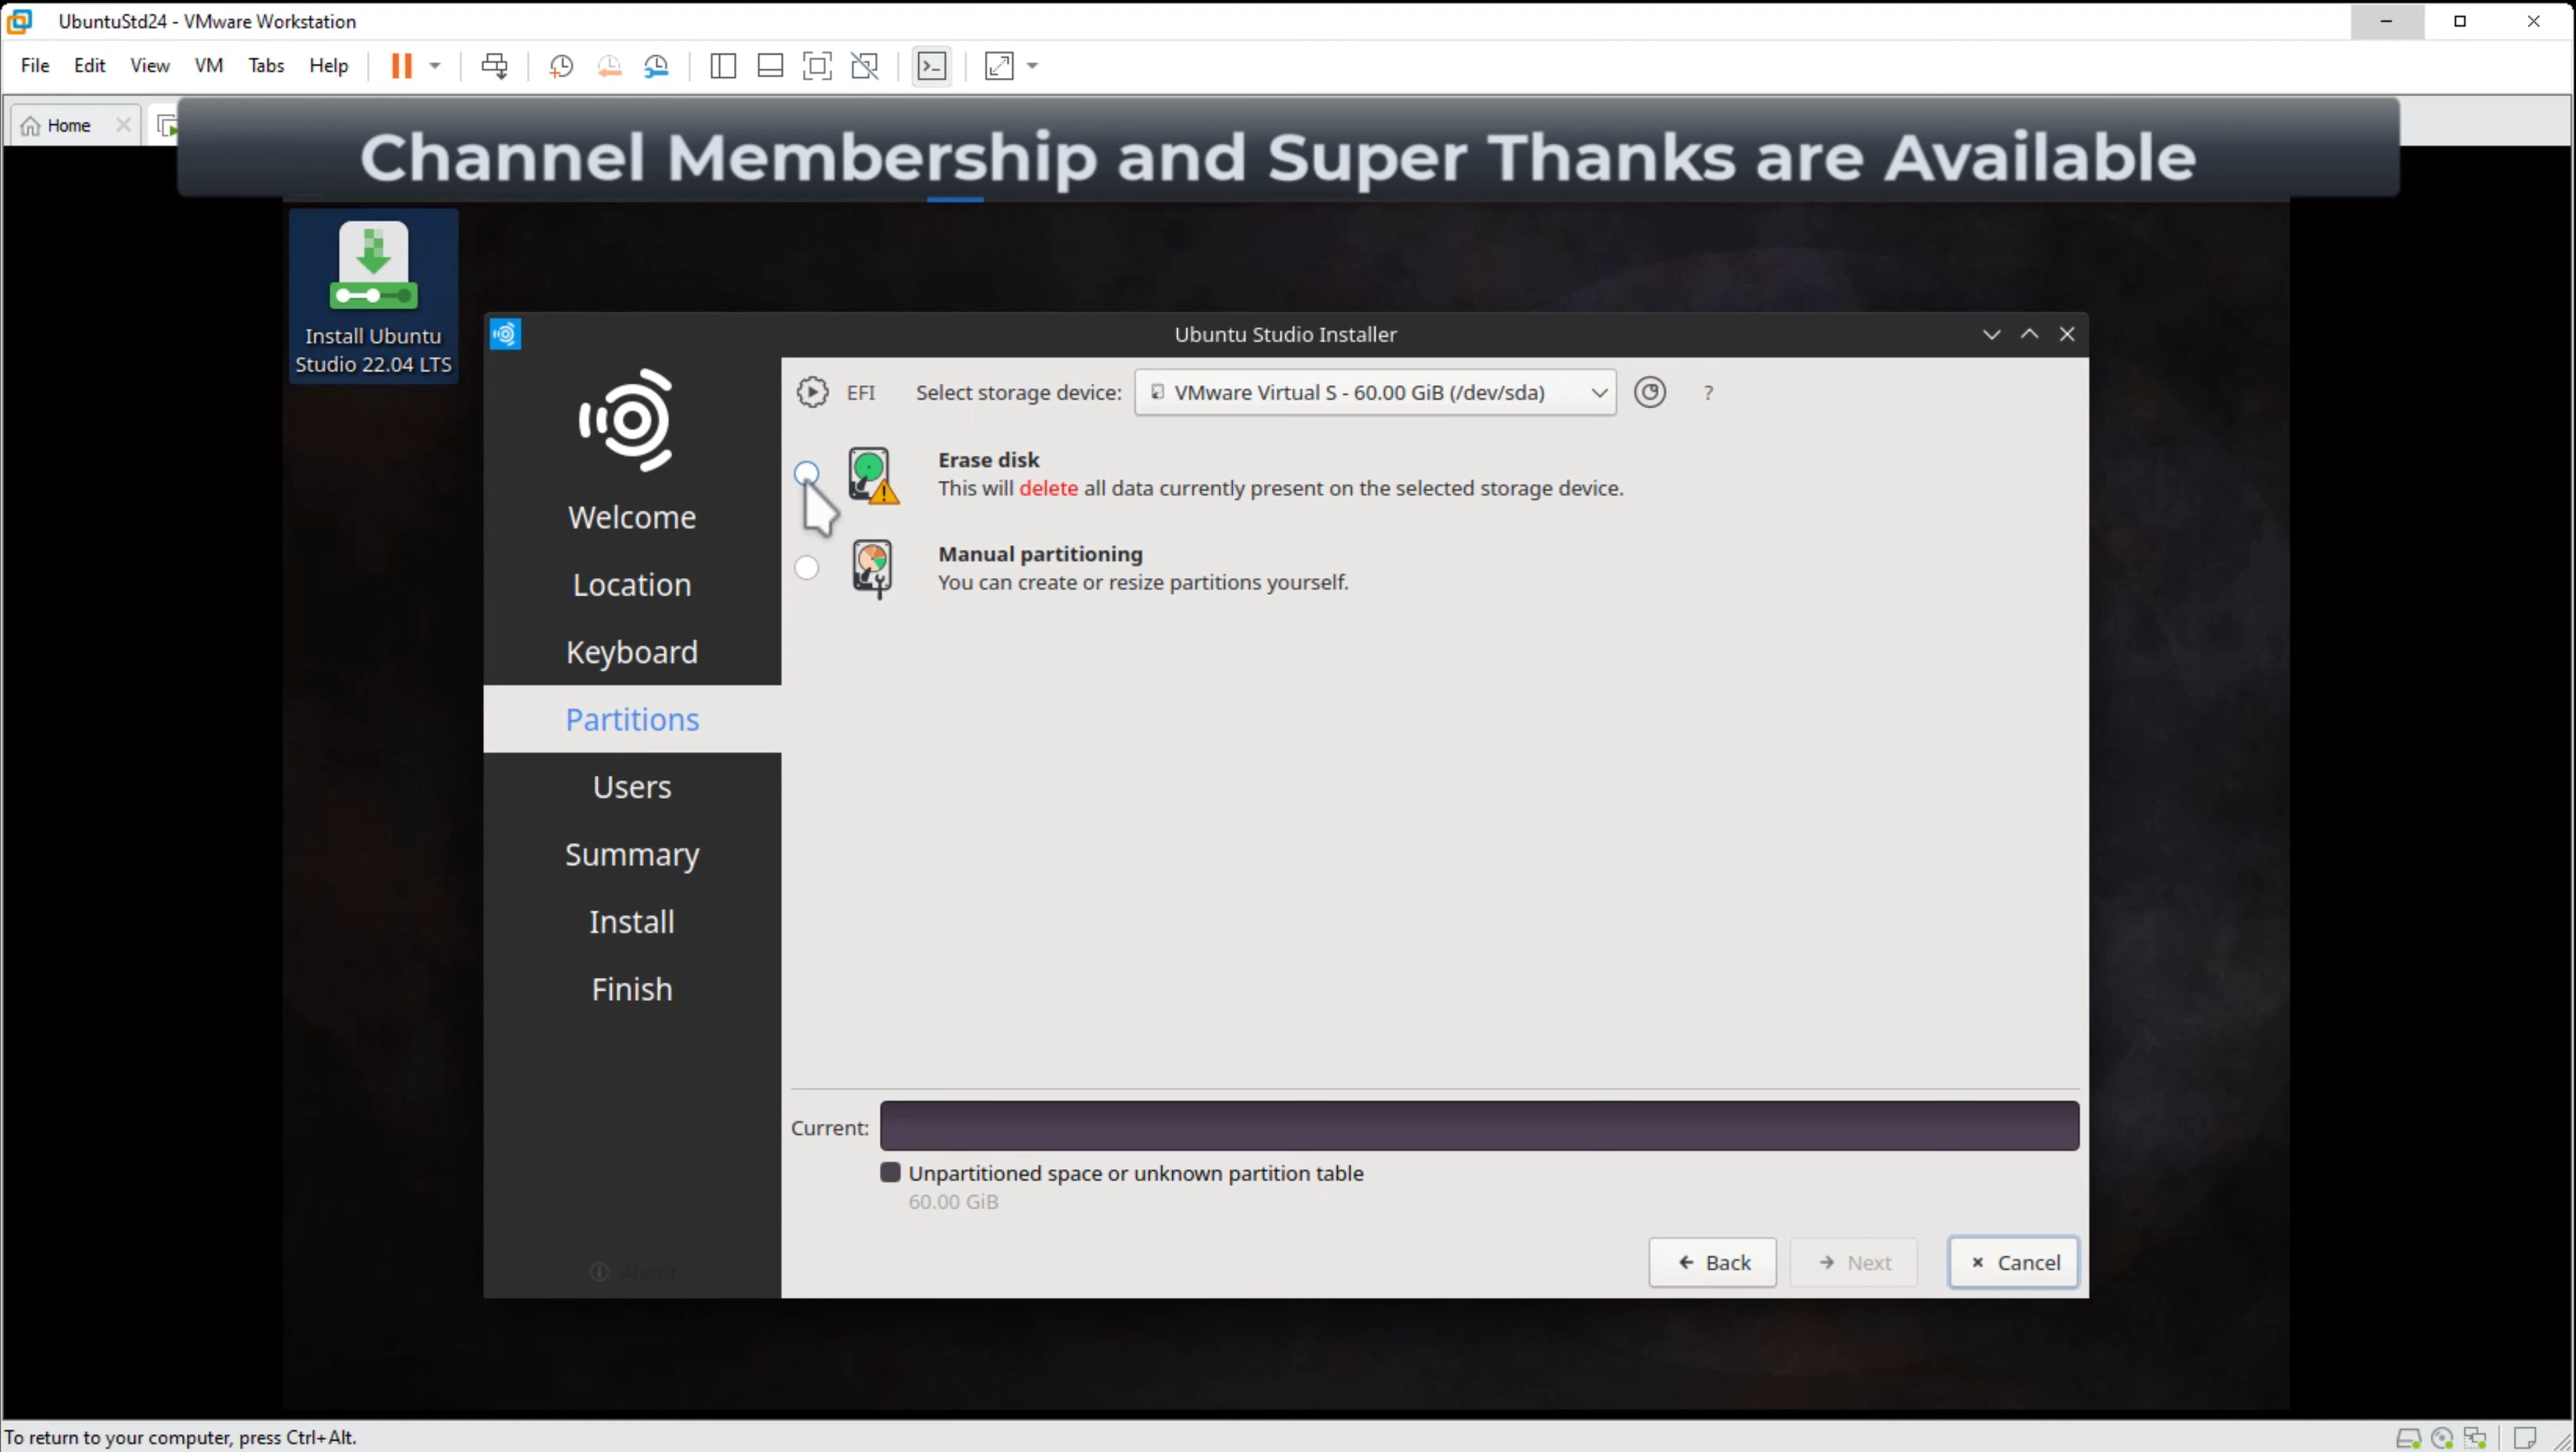 UbuntuStd24 - VMware Workstation
File Edit View VM Tabs Help
Home
Channel Membership and Super Thanks are Available
Install Ubuntu
Studio 22.04 LTS
Ubuntu Studio Installer
EFI Select storage device: VMware Virtual S - 60.00 GiB (/dev/sda) ?
Erase disk
This will delete all data currently present on the selected storage device.
Manual partitioning
You can create or resize partitions yourself.
Welcome
Location
Keyboard
Partitions
Users
Summary
Install
Finish
About
Current:
Unpartitioned space or unknown partition table
60.00 GiB
Back Next Cancel
To return to your computer, press Ctrl+Alt.